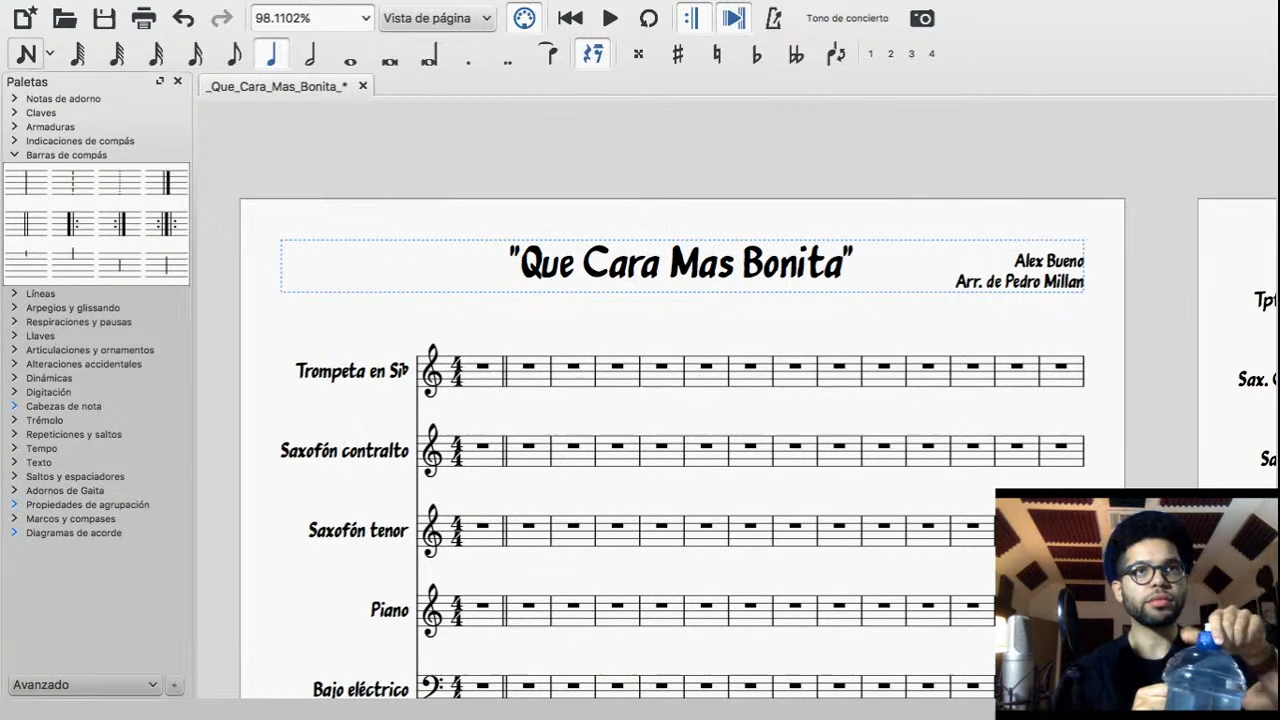 98.1102%
Vista de página
Tono de concierto
1 2 3 4
Paletas
_Que_Cara_Mas_Bonita_*
Notas de adorno
Claves
Armaduras
Indicaciones de compás
Barras de compás
Líneas
Arpegios y glissando
Respiraciones y pausas
Llaves
Articulaciones y ornamentos
Alteraciones accidentales
Dinámicas
Digitación
Cabezas de nota
Trémolo
Repeticiones y saltos
Tempo
Texto
Saltos y espaciadores
Adornos de Gaita
Propiedades de agrupación
Marcos y compases
Diagramas de acorde
Avanzado
"Que Cara Mas Bonita"
Alex Bueno
Arr. de Pedro Millan
Trompeta en Si♭
Saxofón contralto
Saxofón tenor
Piano
Bajo eléctrico